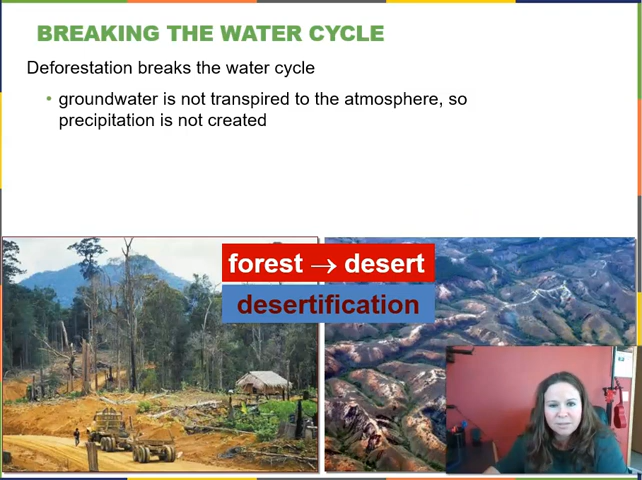 BREAKING THE WATER CYCLE
Deforestation breaks the water cycle
• groundwater is not transpired to the atmosphere, so
precipitation is not created
forest → desert
desertification